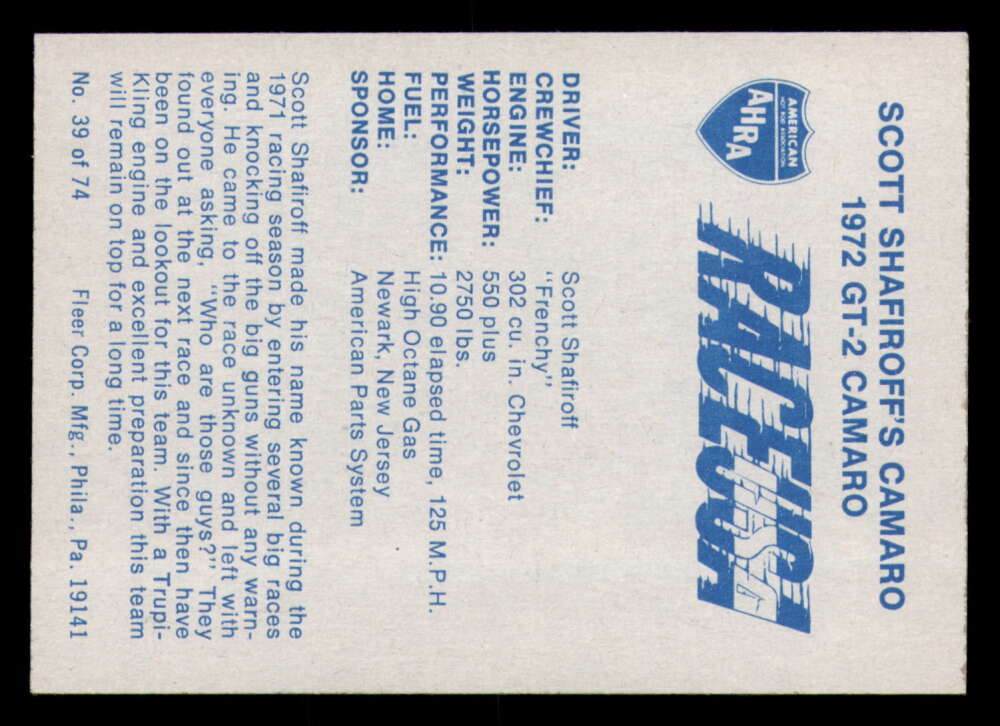 SCOTT SHAFIROFF'S CAMARO
1972 GT-2 CAMARO
AMERICAN
HOT ROD ASSOCIATION
AHRA
RACE USA
DRIVER: Scott Shafiroff
CREWCHIEF: "Frenchy"
ENGINE: 302 cu. in. Chevrolet
HORSEPOWER: 550 plus
WEIGHT: 2750 lbs.
PERFORMANCE: 10.90 elapsed time, 125 M.P.H.
FUEL: High Octane Gas
HOME: Newark, New Jersey
SPONSOR: American Parts System
Scott Shafiroff made his name known during the
1971 racing season by entering several big races
and knocking off the big guns without any warn-
ing. He came to the race unknown and left with
everyone asking, "Who are those guys?" They
found out at the next race and since then have
been on the lookout for this team. With a Trupi-
Kling engine and excellent preparation this team
will remain on top for a long time.
No. 39 of 74 Fleer Corp. Mfg., Phila., Pa. 19141